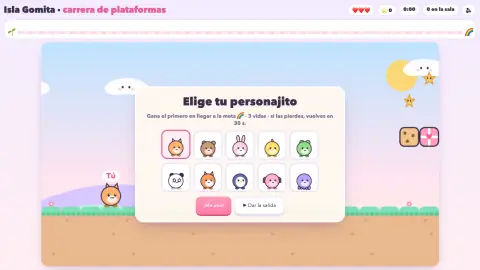 Isla Gomita · carrera de plataformas
0
0:00
0 en la sala
Elige tu personajito
Gana el primero en llegar a la meta 🌈 · 3 vidas · si las pierdes, vuelves en
30 s.
Tú
▶ Dar la salida